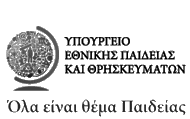 ΥΠΟΥΡΓΕΙΟ
ΕΘΝΙΚΗΣ ΠΑΙΔΕΙΑΣ
ΚΑΙ ΘΡΗΣΚΕΥΜΑΤΩΝ
Όλα είναι θέμα Παιδείας